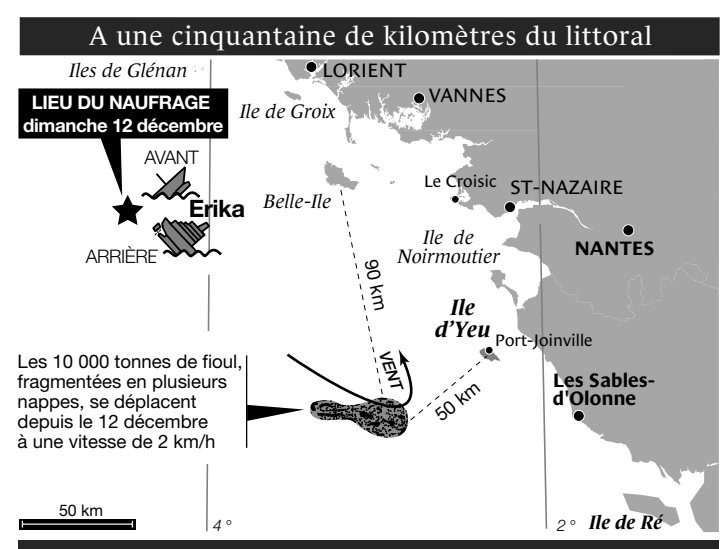 A une cinquantaine de kilomètres du littoral
Iles de Glénan
LORIENT
LIEU DU NAUFRAGE
dimanche 12 décembre
Ile de Groix
VANNES
AVANT
Erika
ARRIÈRE
Belle-Ile
Le Croisic
ST-NAZAIRE
Ile de
Noirmoutier
NANTES
90 km
Ile
d'Yeu
Port-Joinville
VENT
50 km
Les 10 000 tonnes de fioul,
fragmentées en plusieurs
nappes, se déplacent
depuis le 12 décembre
à une vitesse de 2 km/h
Les Sables-
d'Olonne
50 km
4°
2°
Ile de Ré